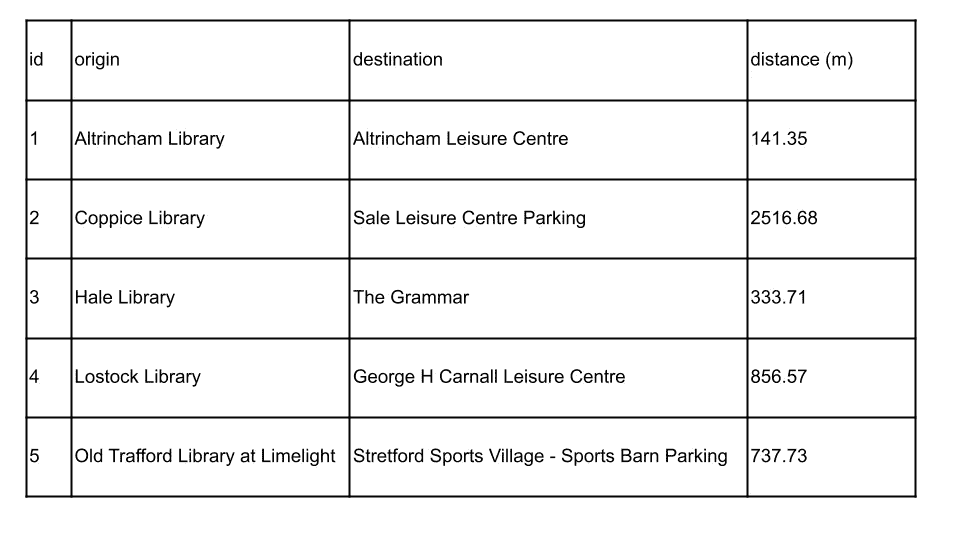 id origin destination distance (m)
1 Altrincham Library Altrincham Leisure Centre 141.35
2 Coppice Library Sale Leisure Centre Parking 2516.68
3 Hale Library The Grammar 333.71
4 Lostock Library George H Carnall Leisure Centre 856.57
5 Old Trafford Library at Limelight Stretford Sports Village - Sports Barn Parking 737.73